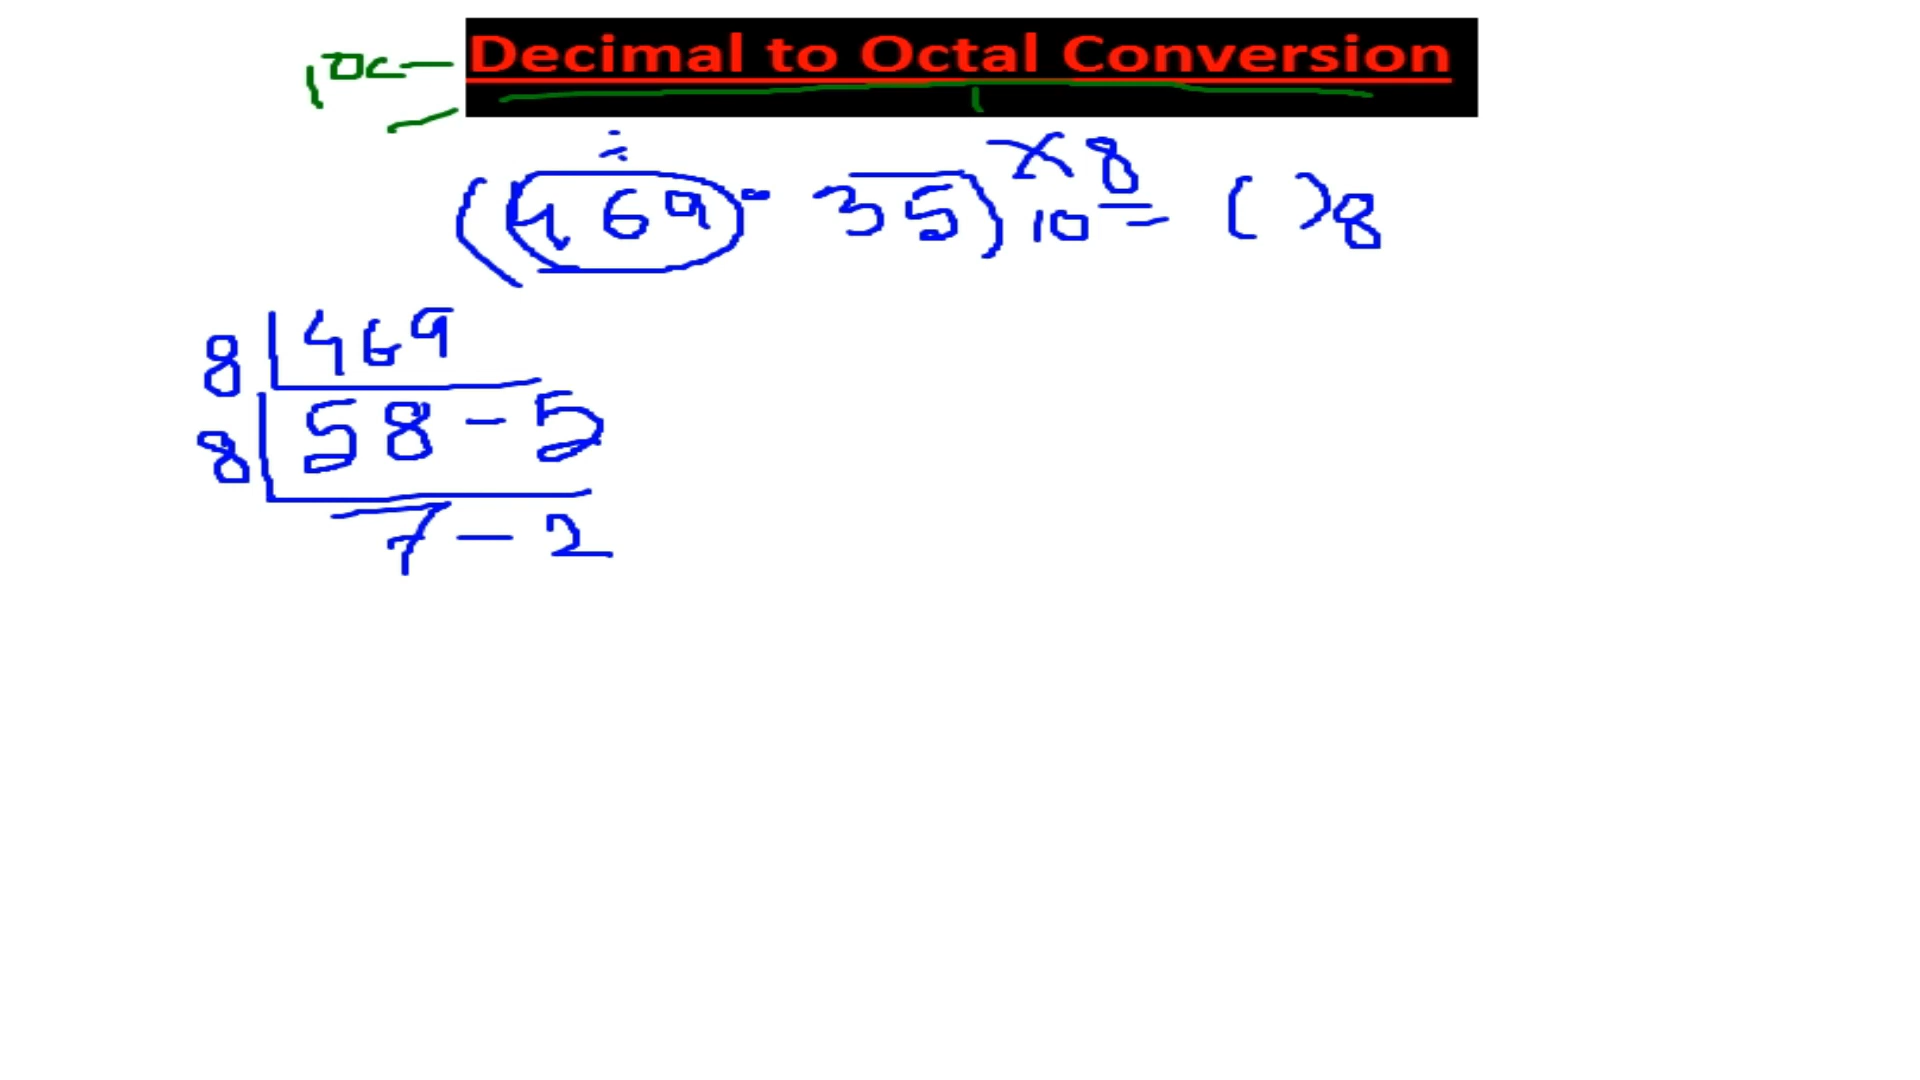 Decimal to Octal Conversion
÷ × 8
(469.35)10 = ( )8
8 469
8 58 - 5
7 - 2